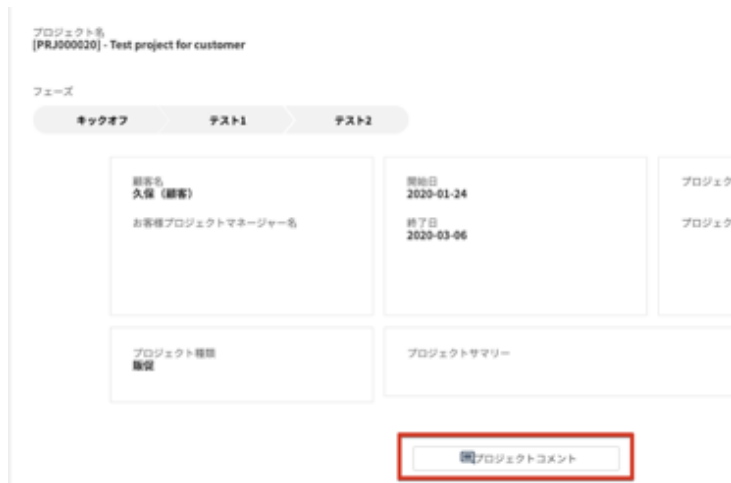 プロジェクト名
[PRJ000020] - Test project for customer
フェーズ
キックオフ テスト1 テスト2
顧客名
久保（顧客）
お客様プロジェクトマネージャー名
開始日
2020-01-24
終了日
2020-03-06
プロジェク
プロジェク
プロジェクト種類
販促
プロジェクトサマリー
プロジェクトコメント